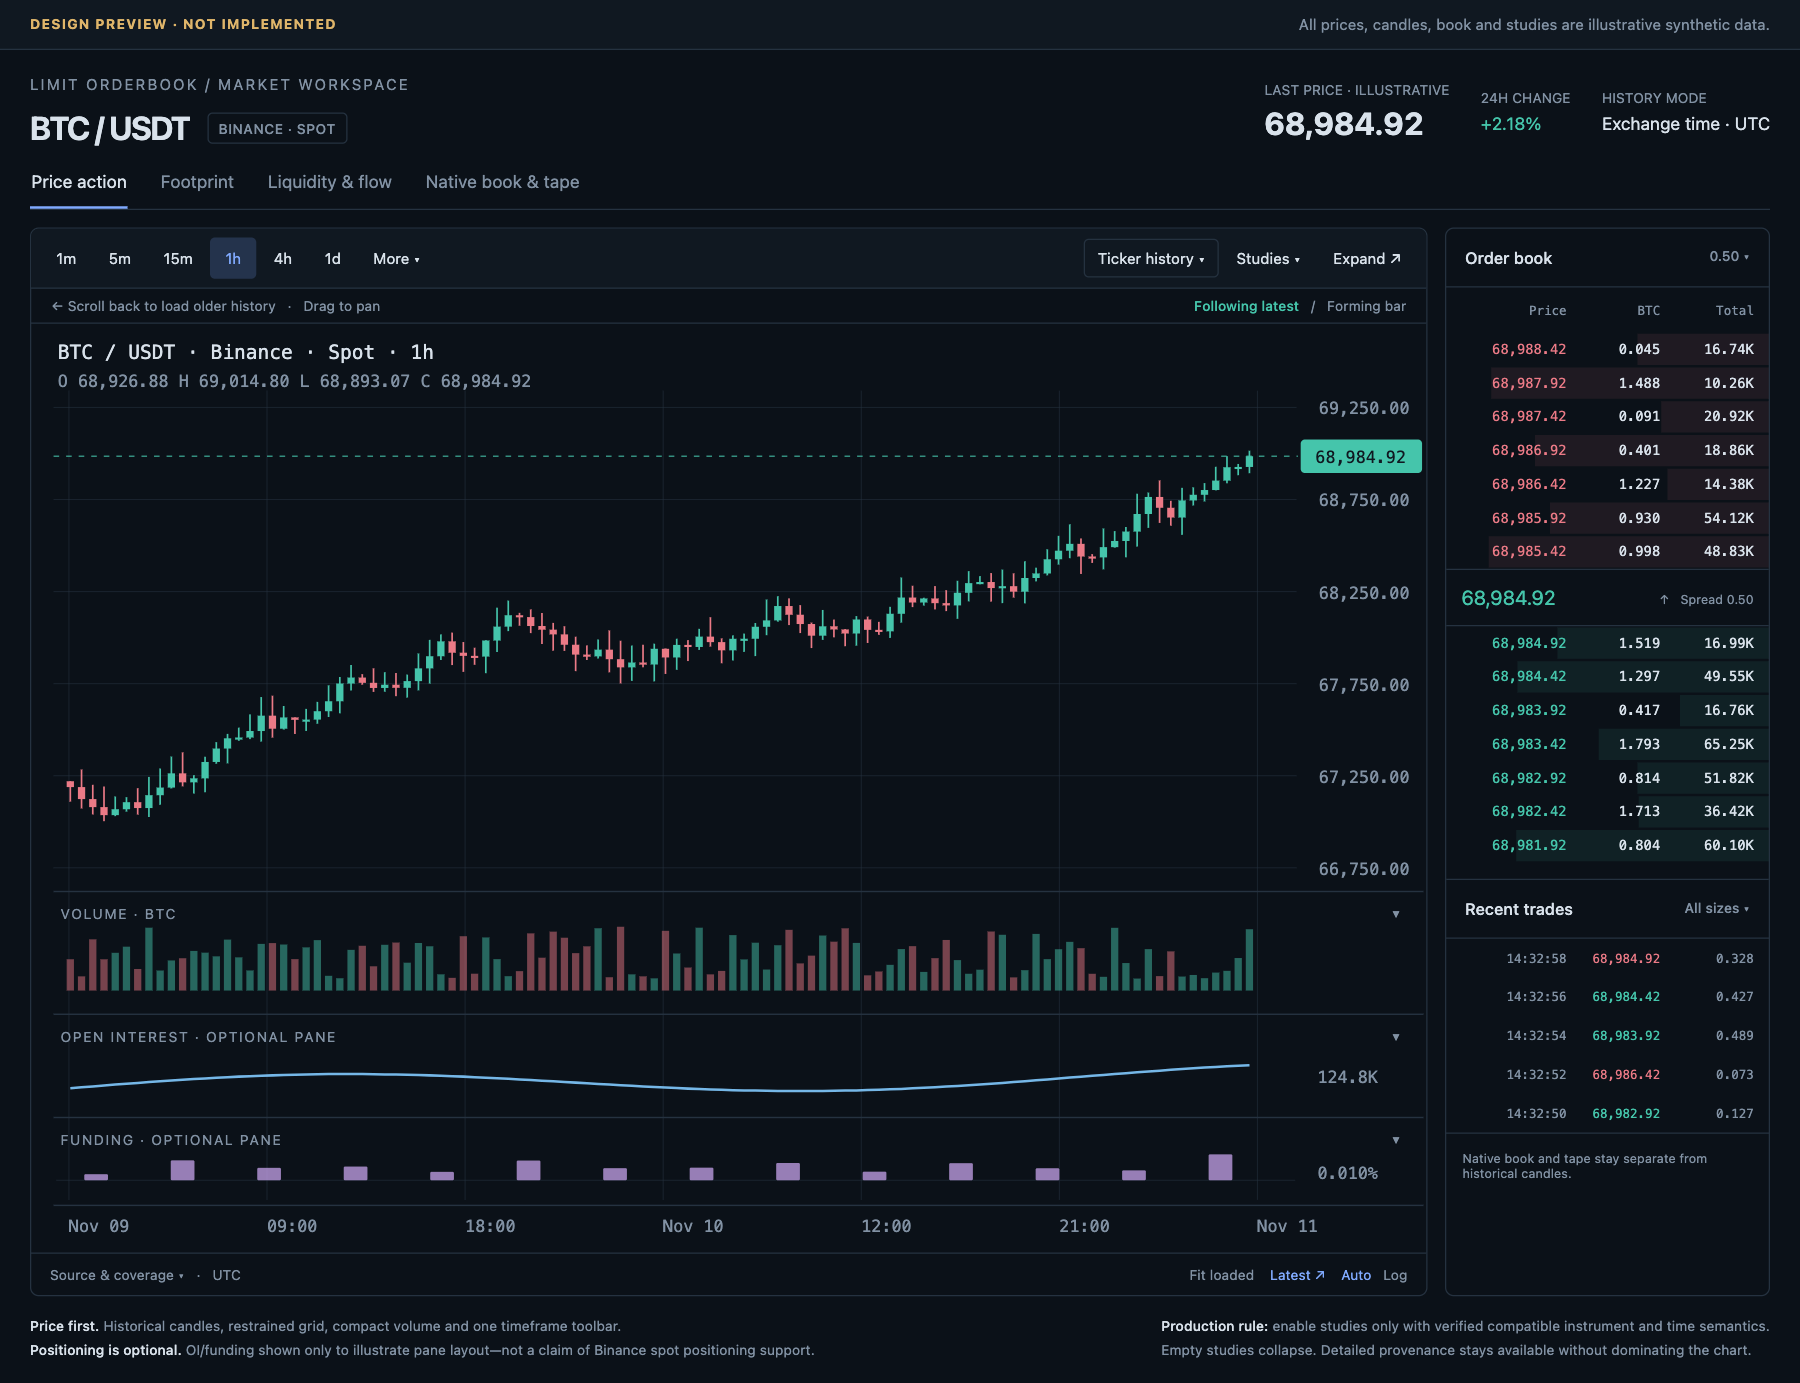 DESIGN PREVIEW · NOT IMPLEMENTED
All prices, candles, book and studies are illustrative synthetic data.
LIMIT ORDERBOOK / MARKET WORKSPACE
BTC / USDT
BINANCE · SPOT
LAST PRICE · ILLUSTRATIVE
68,984.92
24H CHANGE
+2.18%
HISTORY MODE
Exchange time · UTC
Price action Footprint Liquidity & flow Native book & tape
1m 5m 15m 1h 4h 1d More ▾
Ticker history ▾ Studies ▾ Expand ↗
← Scroll back to load older history · Drag to pan
Following latest / Forming bar
BTC / USDT · Binance · Spot · 1h
O 68,926.88 H 69,014.80 L 68,893.07 C 68,984.92
69,250.00
68,984.92
68,750.00
68,250.00
67,750.00
67,250.00
66,750.00
VOLUME · BTC ▼
OPEN INTEREST · OPTIONAL PANE ▼
124.8K
FUNDING · OPTIONAL PANE ▼
0.010%
Nov 09 09:00 18:00 Nov 10 12:00 21:00 Nov 11
Source & coverage ▾ · UTC
Fit loaded Latest ↗ Auto Log
Order book 0.50 ▾
Price BTC Total
68,988.42 0.045 16.74K
68,987.92 1.488 10.26K
68,987.42 0.091 20.92K
68,986.92 0.401 18.86K
68,986.42 1.227 14.38K
68,985.92 0.930 54.12K
68,985.42 0.998 48.83K
68,984.92 ↑ Spread 0.50
68,984.92 1.519 16.99K
68,984.42 1.297 49.55K
68,983.92 0.417 16.76K
68,983.42 1.793 65.25K
68,982.92 0.814 51.82K
68,982.42 1.713 36.42K
68,981.92 0.804 60.10K
Recent trades All sizes ▾
14:32:58 68,984.92 0.328
14:32:56 68,984.42 0.427
14:32:54 68,983.92 0.489
14:32:52 68,986.42 0.073
14:32:50 68,982.92 0.127
Native book and tape stay separate from
historical candles.
Price first. Historical candles, restrained grid, compact volume and one timeframe toolbar.
Positioning is optional. OI/funding shown only to illustrate pane layout—not a claim of Binance spot positioning support.
Production rule: enable studies only with verified compatible instrument and time semantics.
Empty studies collapse. Detailed provenance stays available without dominating the chart.